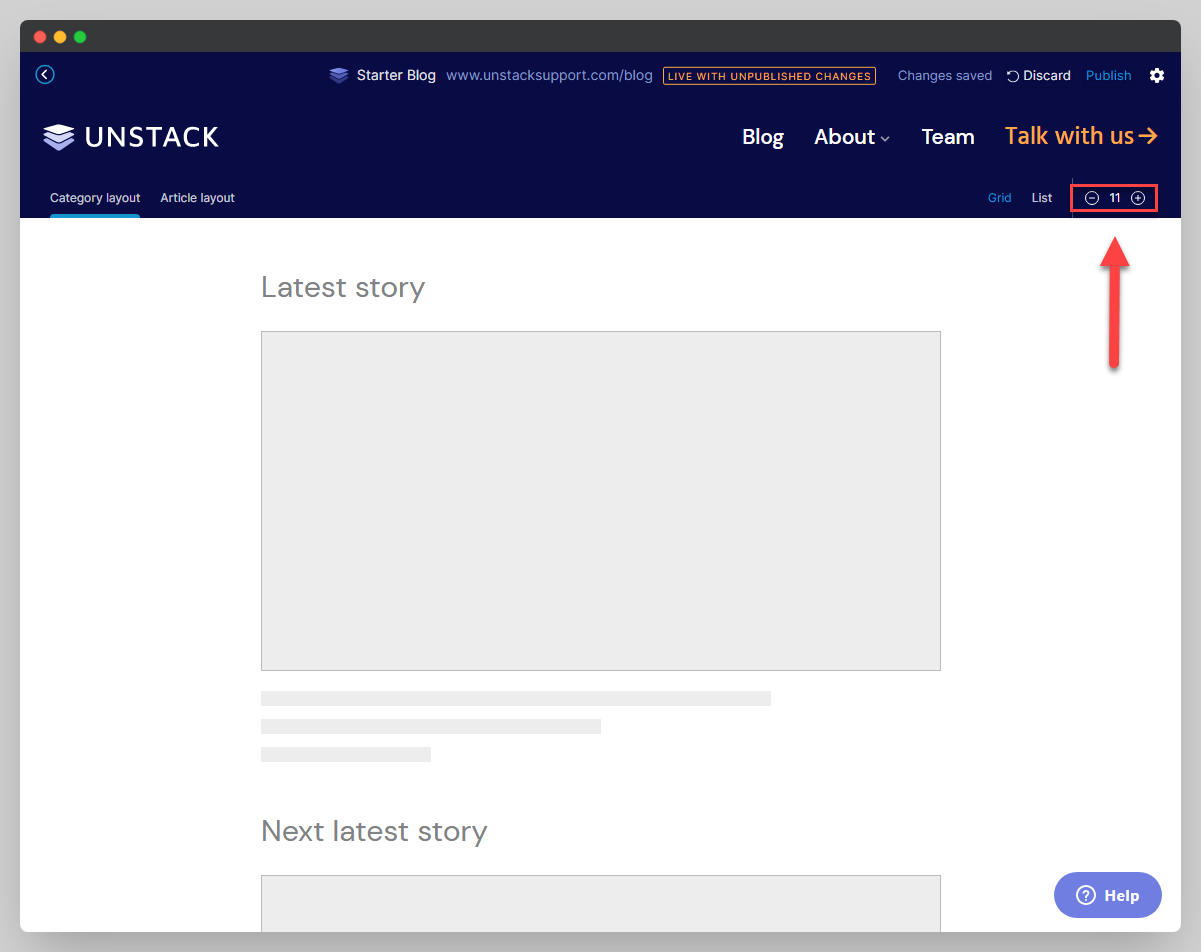 Starter Blog www.unstacksupport.com/blog LIVE WITH UNPUBLISHED CHANGES Changes saved Discard Publish
UNSTACK Blog About Team Talk with us
Category layout Article layout Grid List 11
Latest story
Next latest story
Help